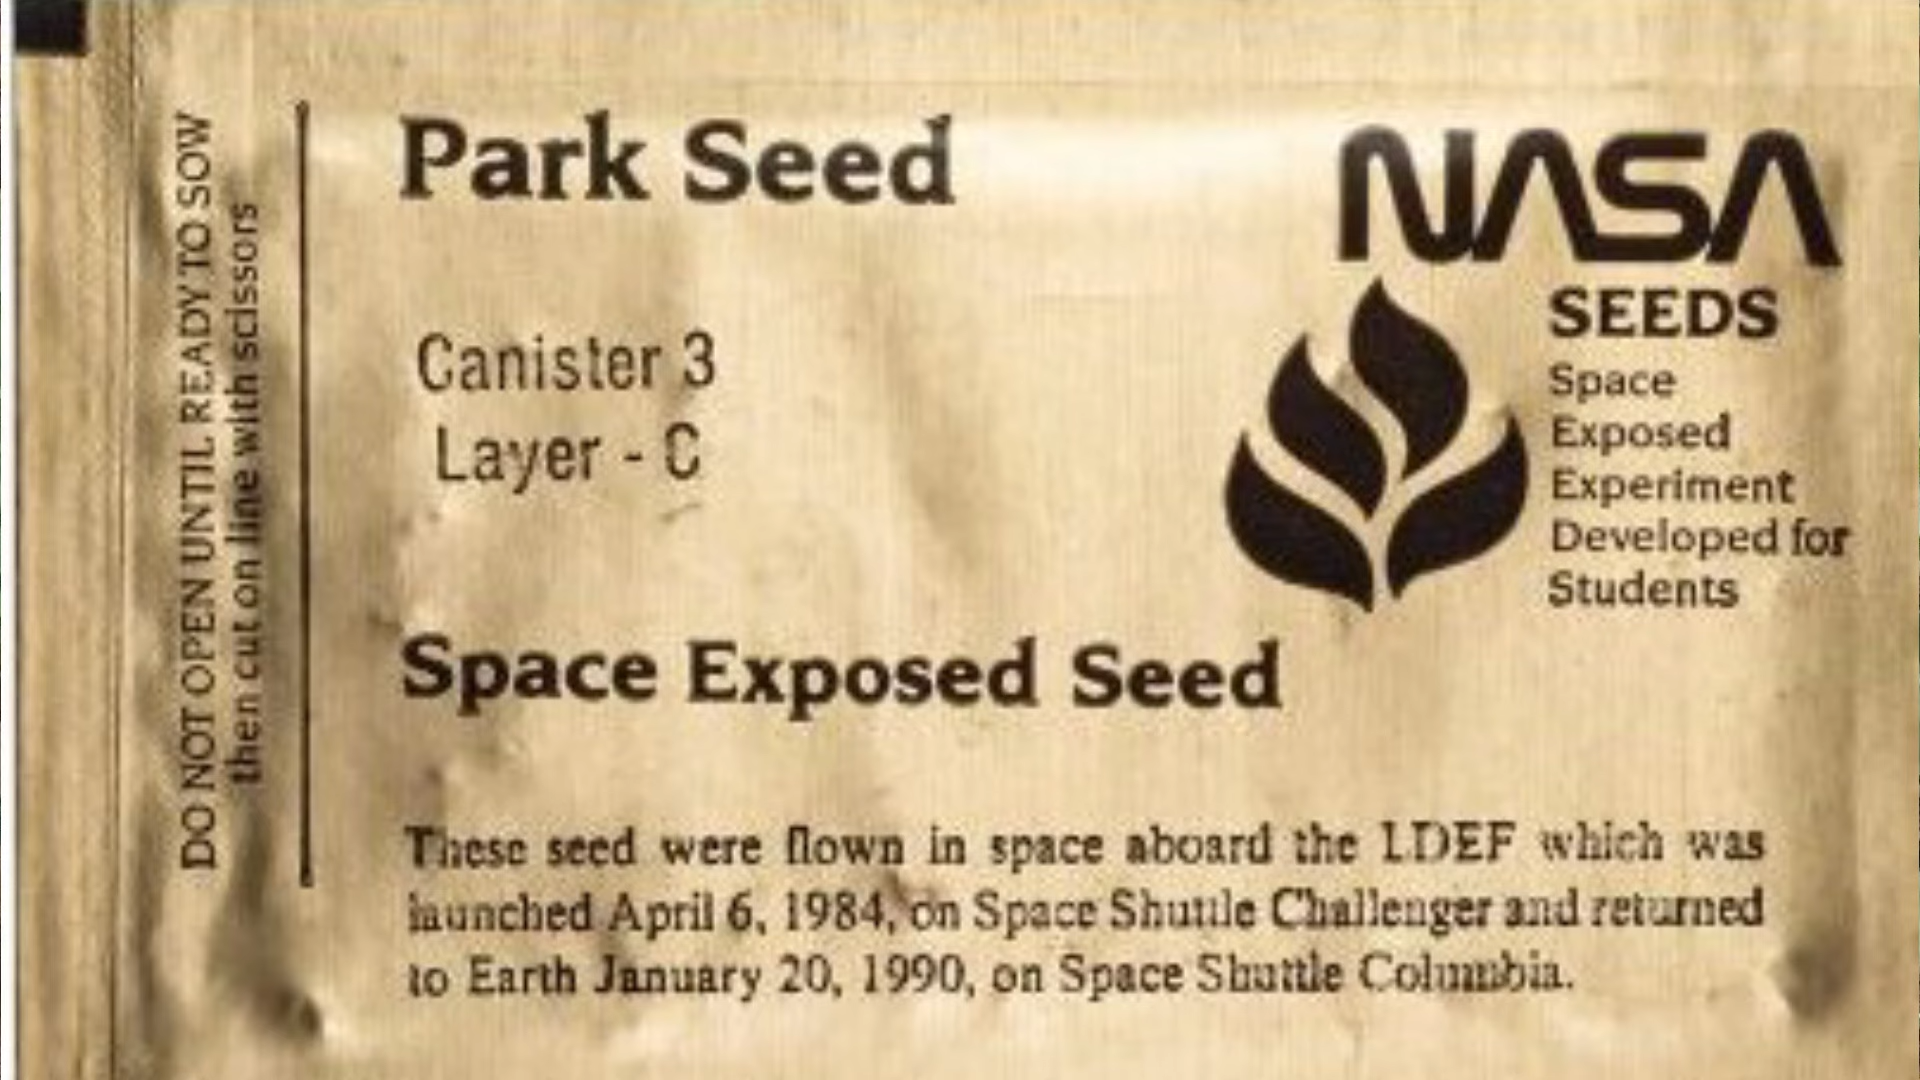 DO NOT OPEN UNTIL READY TO SOW
then cut on line with scissors
Park Seed
Canister 3
Layer - C
NASA
SEEDS
Space
Exposed
Experiment
Developed for
Students
Space Exposed Seed
These seed were flown in space aboard the LDEF which was
launched April 6, 1984, on Space Shuttle Challenger and returned
to Earth January 20, 1990, on Space Shuttle Columbia.